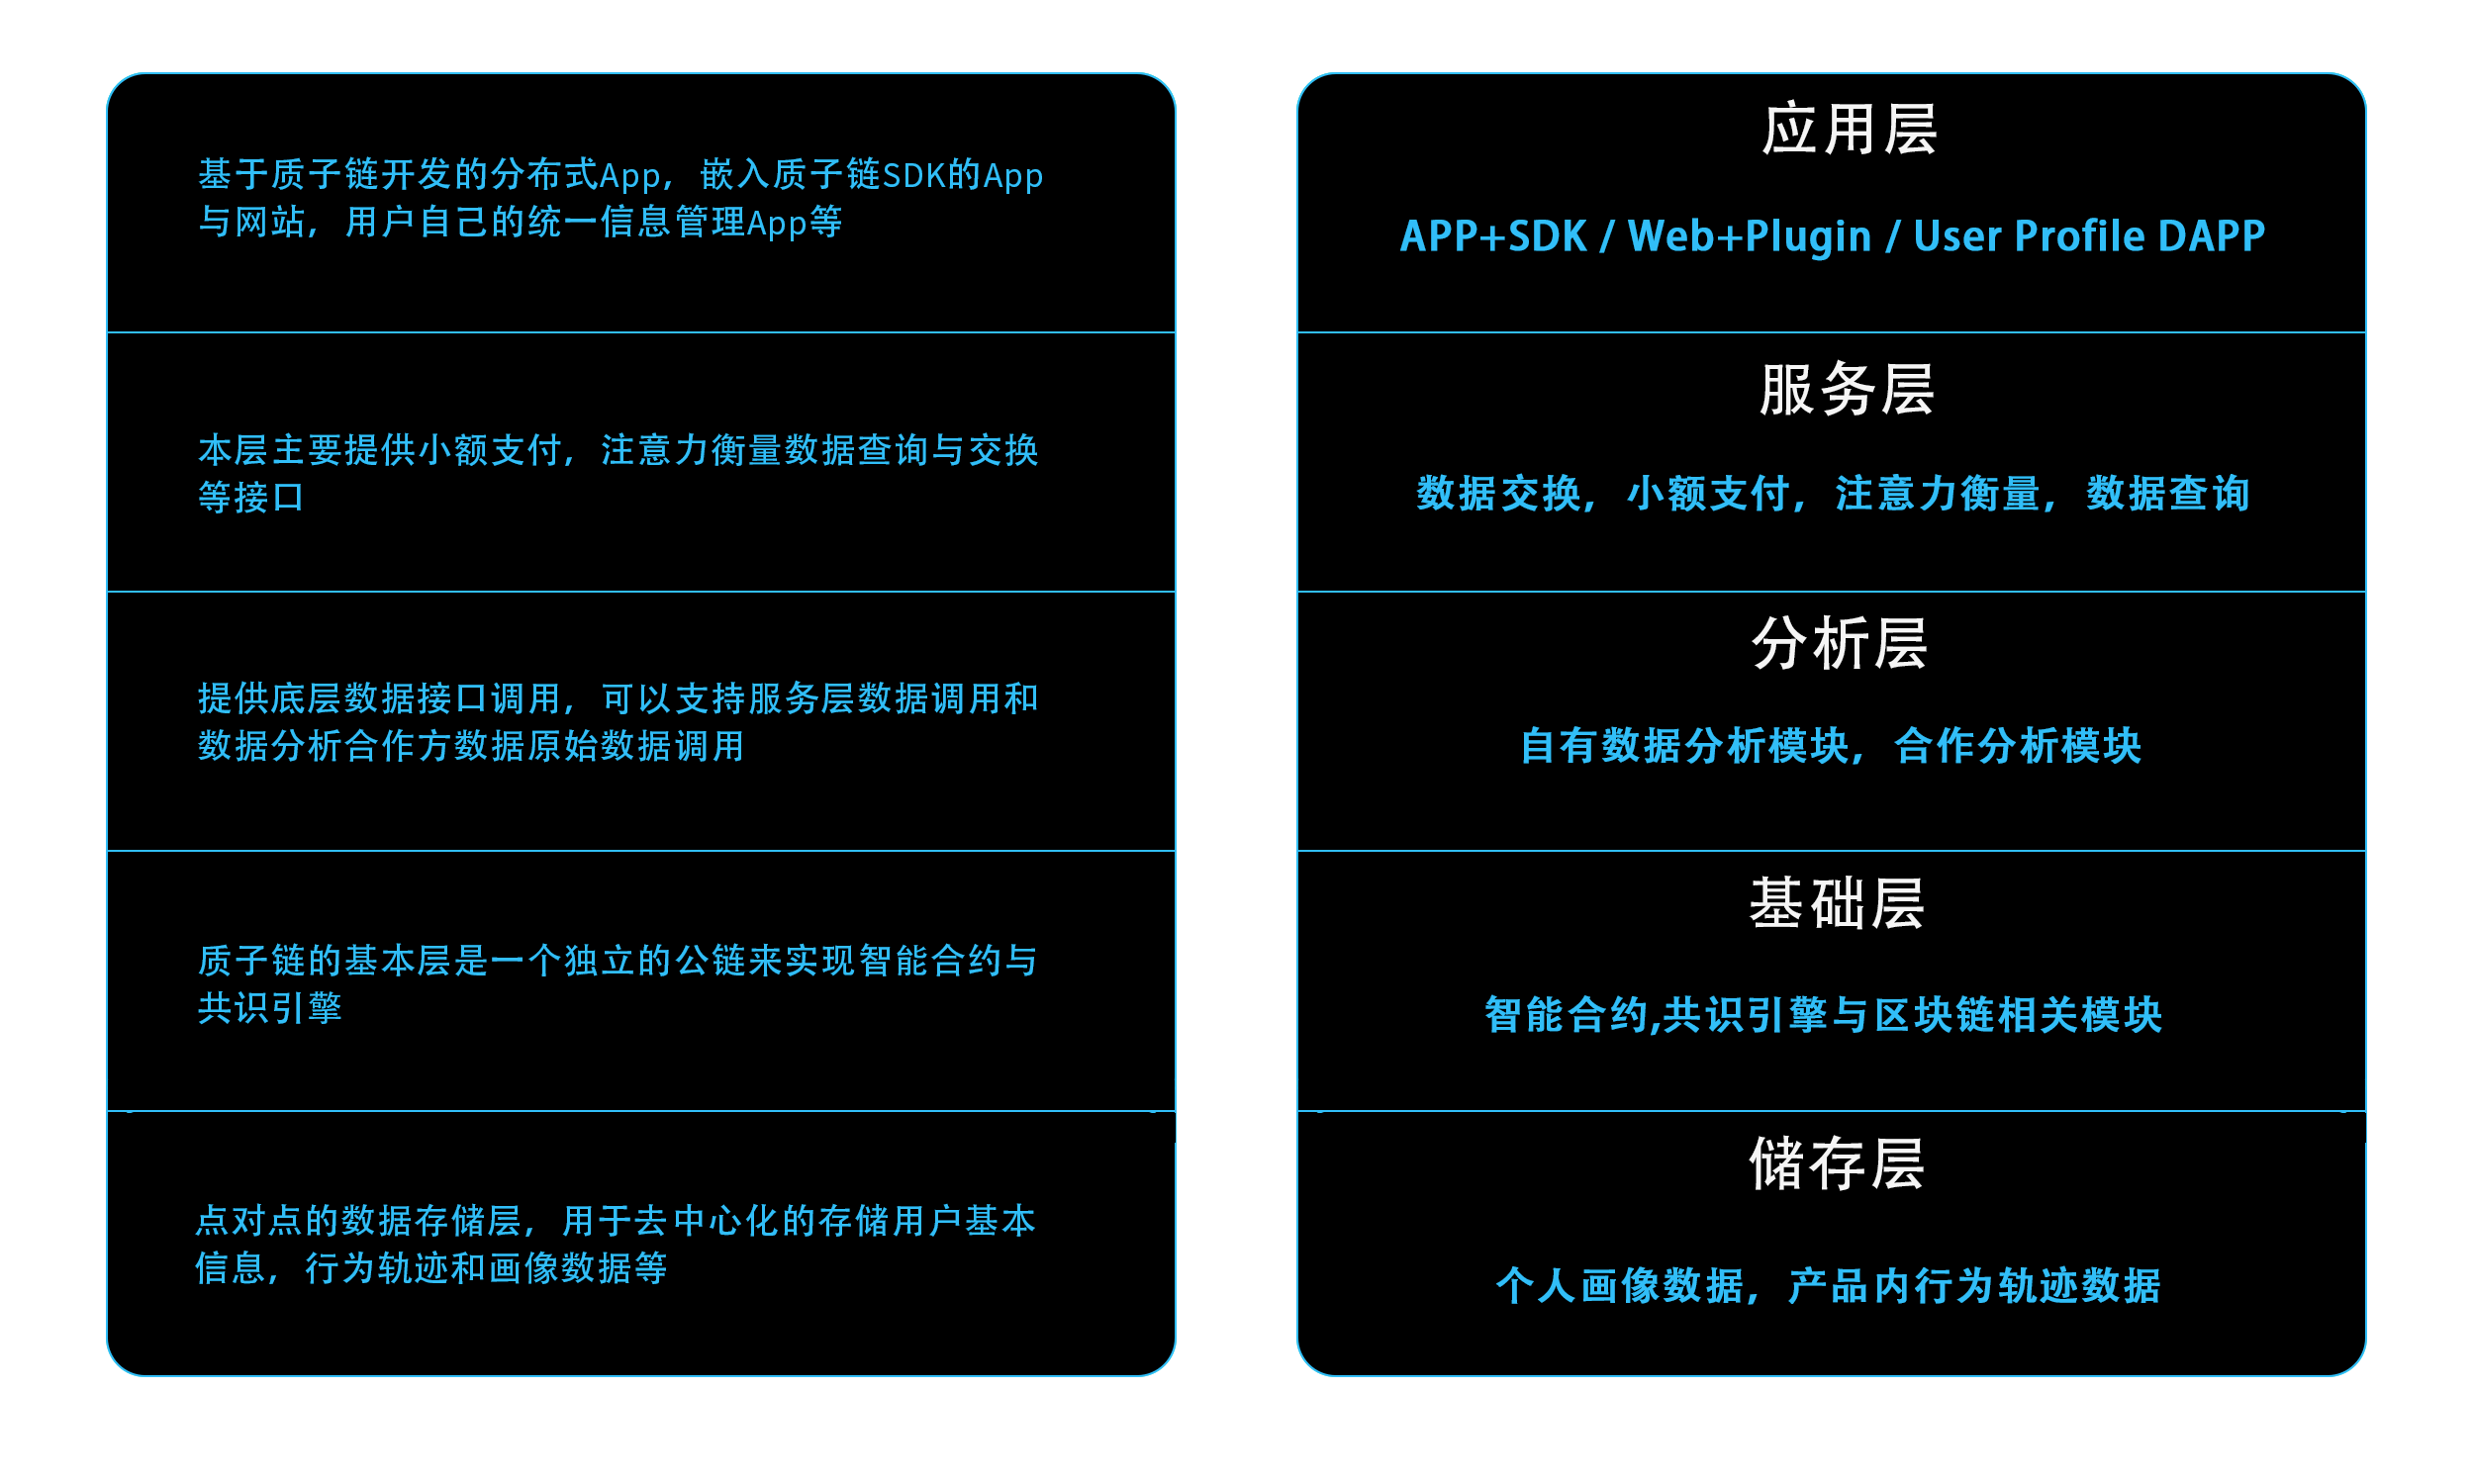 基于质子链开发的分布式App，嵌入质子链SDK的App
与网站，用户自己的统一信息管理App等
本层主要提供小额支付，注意力衡量数据查询与交换
等接口
提供底层数据接口调用，可以支持服务层数据调用和
数据分析合作方数据原始数据调用
质子链的基本层是一个独立的公链来实现智能合约与
共识引擎
点对点的数据存储层，用于去中心化的存储用户基本
信息，行为轨迹和画像数据等
应用层
APP+SDK / Web+Plugin / User Profile DAPP
服务层
数据交换，小额支付，注意力衡量，数据查询
分析层
自有数据分析模块，合作分析模块
基础层
智能合约,共识引擎与区块链相关模块
储存层
个人画像数据，产品内行为轨迹数据